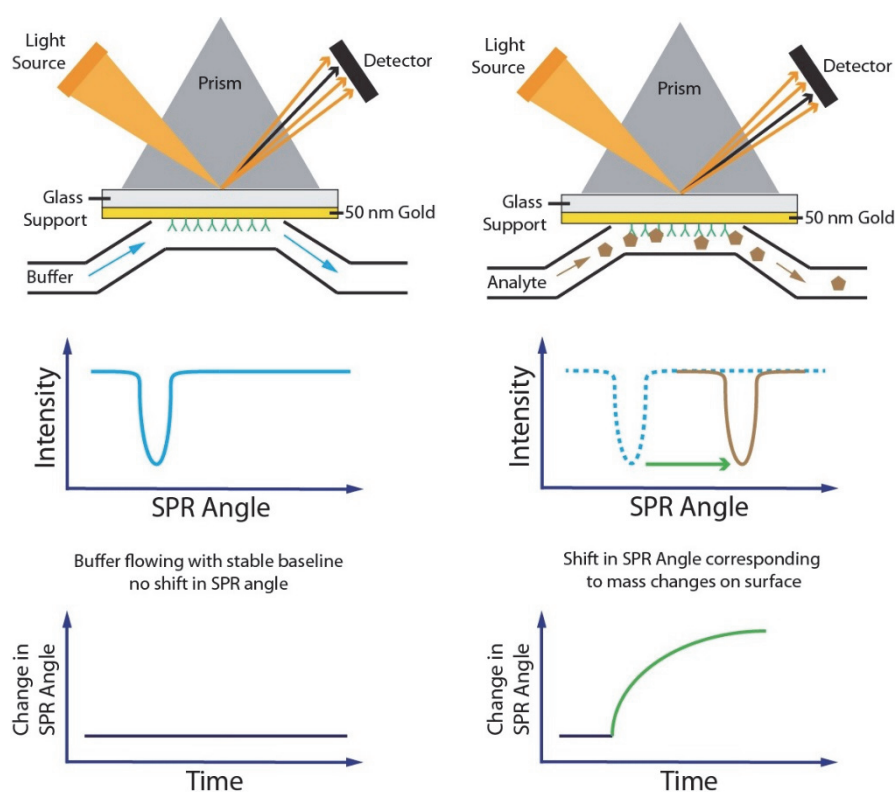 Light
Source
Prism
Detector
Glass
Support
50 nm Gold
Buffer
Light
Source
Prism
Detector
Glass
Support
50 nm Gold
Analyte
Intensity
SPR Angle
Intensity
SPR Angle
Buffer flowing with stable baseline
no shift in SPR angle
Shift in SPR Angle corresponding
to mass changes on surface
Change in
SPR Angle
Time
Change in
SPR Angle
Time